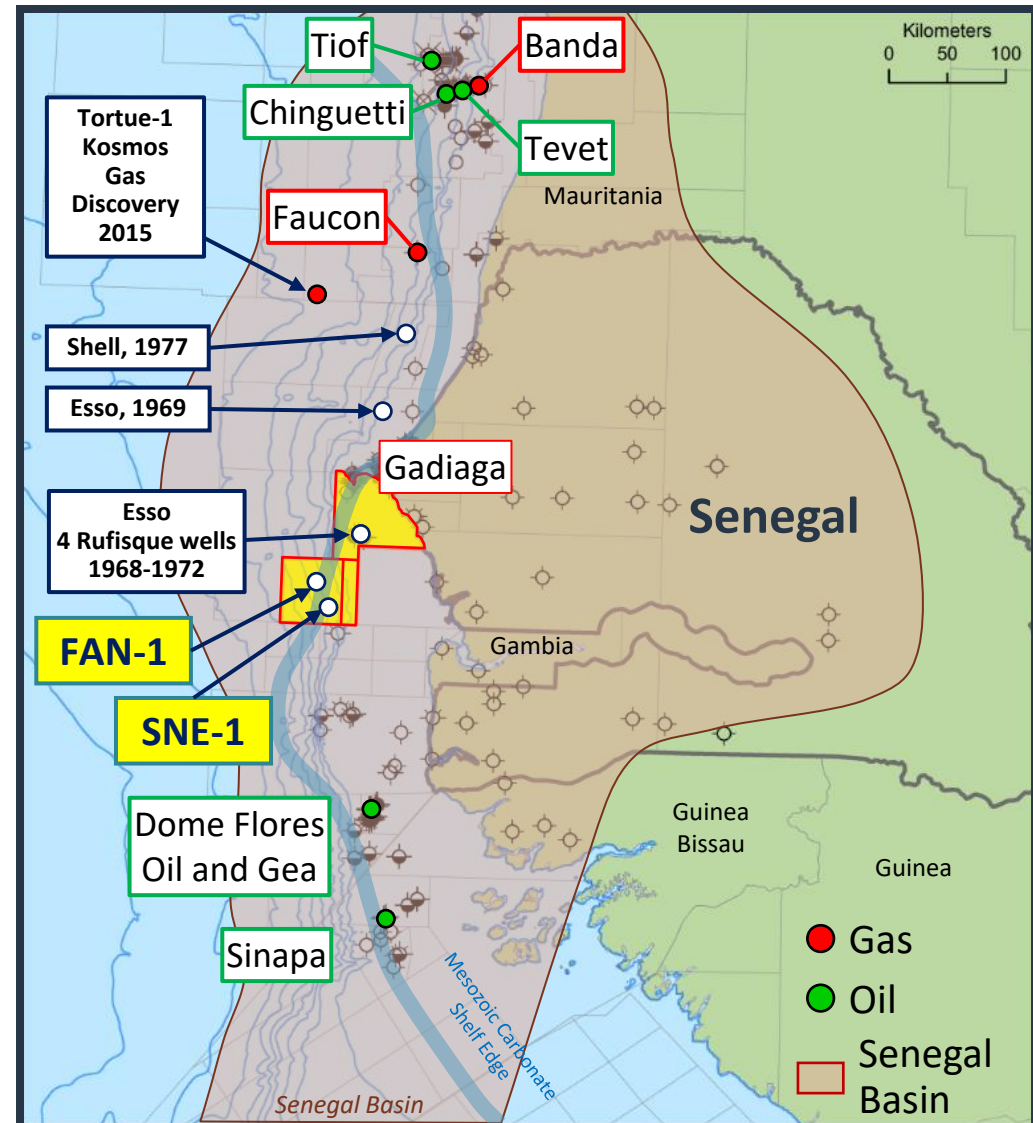 Kilometers
0 50 100
Tiof
Banda
Chinguetti
Tevet
Tortue-1
Kosmos
Gas
Discovery
2015
Mauritania
Faucon
Shell, 1977
Esso, 1969
Gadiaga
Esso
4 Rufisque wells
1968-1972
Senegal
FAN-1
Gambia
SNE-1
Dome Flores
Oil and Gea
Guinea
Bissau
Guinea
Sinapa
Mesozoic Carbonate
Shelf Edge
Gas
Oil
Senegal
Basin
Senegal Basin